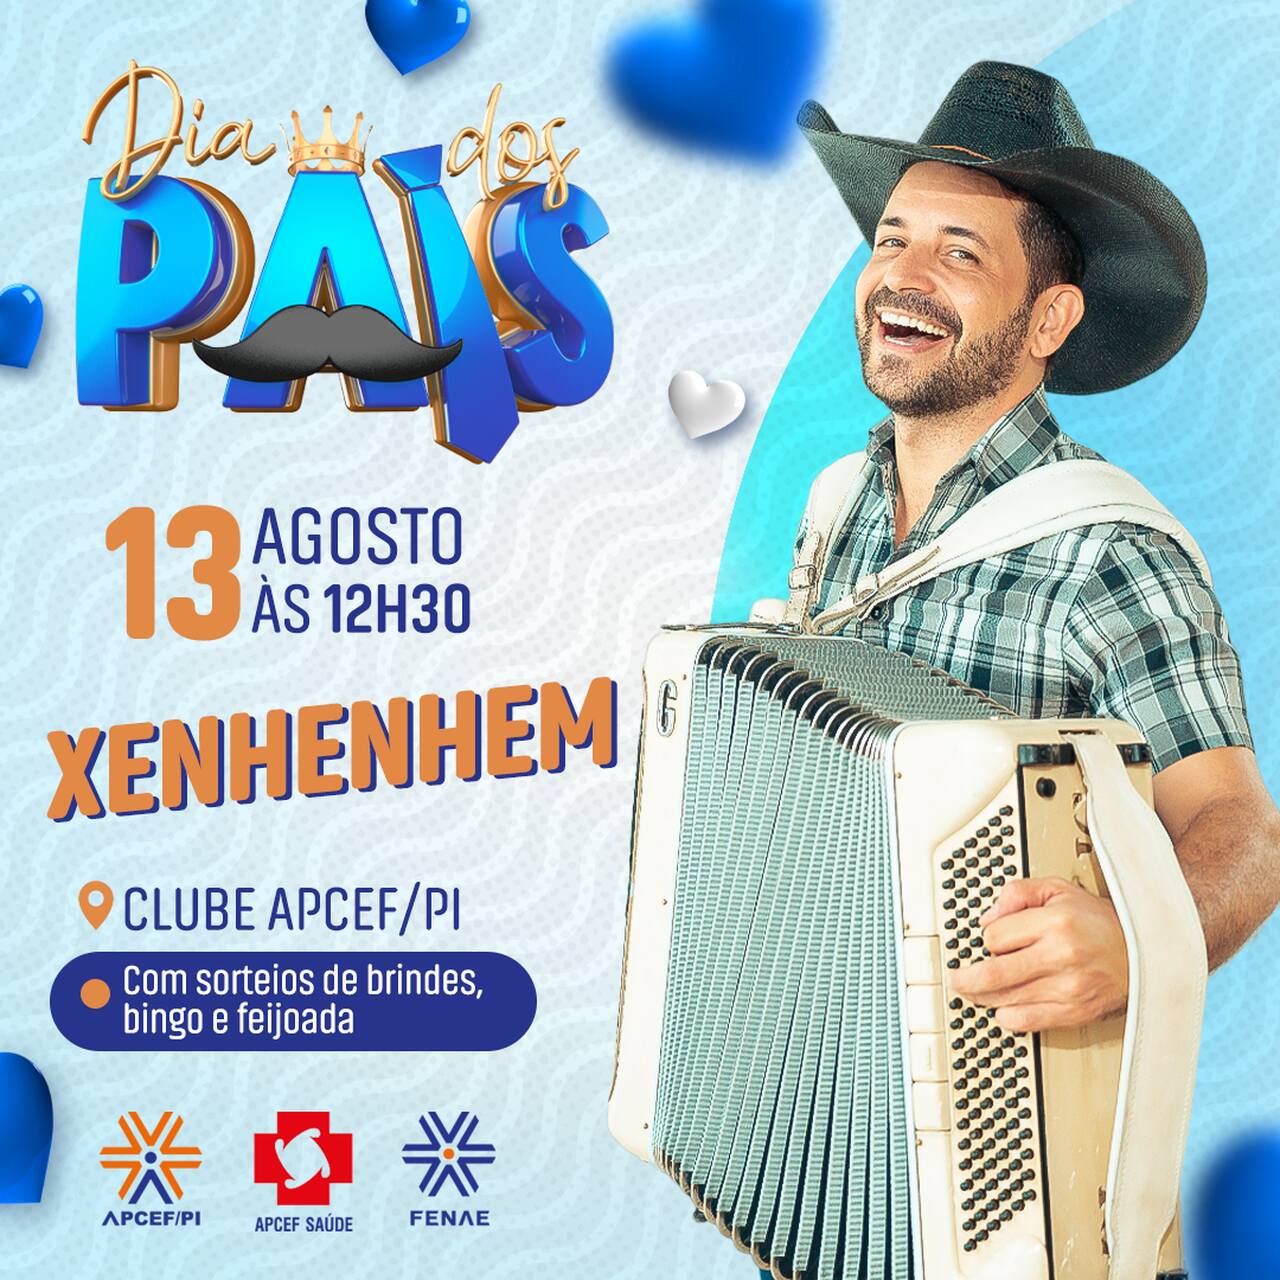 Dia dos
PAIS
13 AGOSTO
ÀS 12H30
XENHENHEM
CLUBE APCEF/PI
Com sorteios de brindes,
bingo e feijoada
G
APCEF/PI
APCEF SAÚDE
FENAE